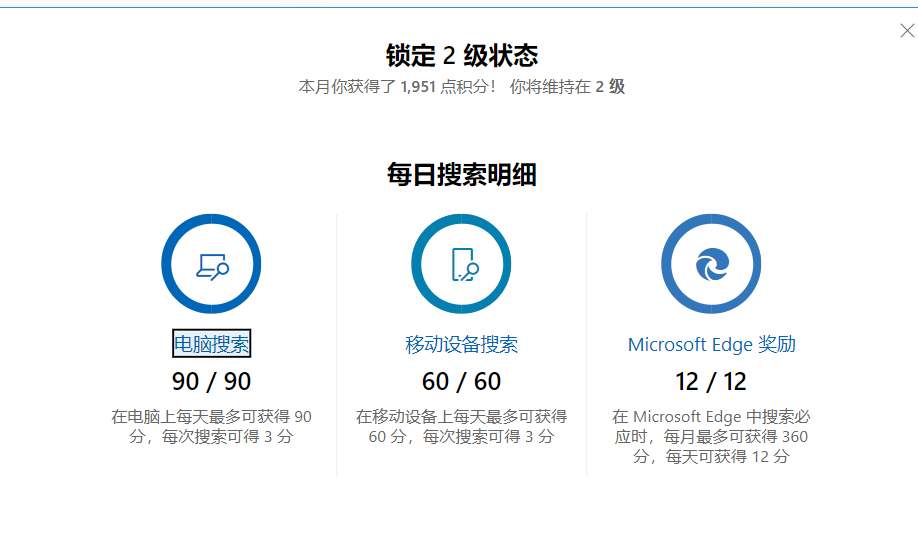 锁定 2 级状态
本月你获得了 1,951 点积分！ 你将维持在 2 级
每日搜索明细
电脑搜索
90 / 90
在电脑上每天最多可获得 90
分，每次搜索可得 3 分
移动设备搜索
60 / 60
在移动设备上每天最多可获得
60 分，每次搜索可得 3 分
Microsoft Edge 奖励
12 / 12
在 Microsoft Edge 中搜索必
应时，每月最多可获得 360
分，每天可获得 12 分